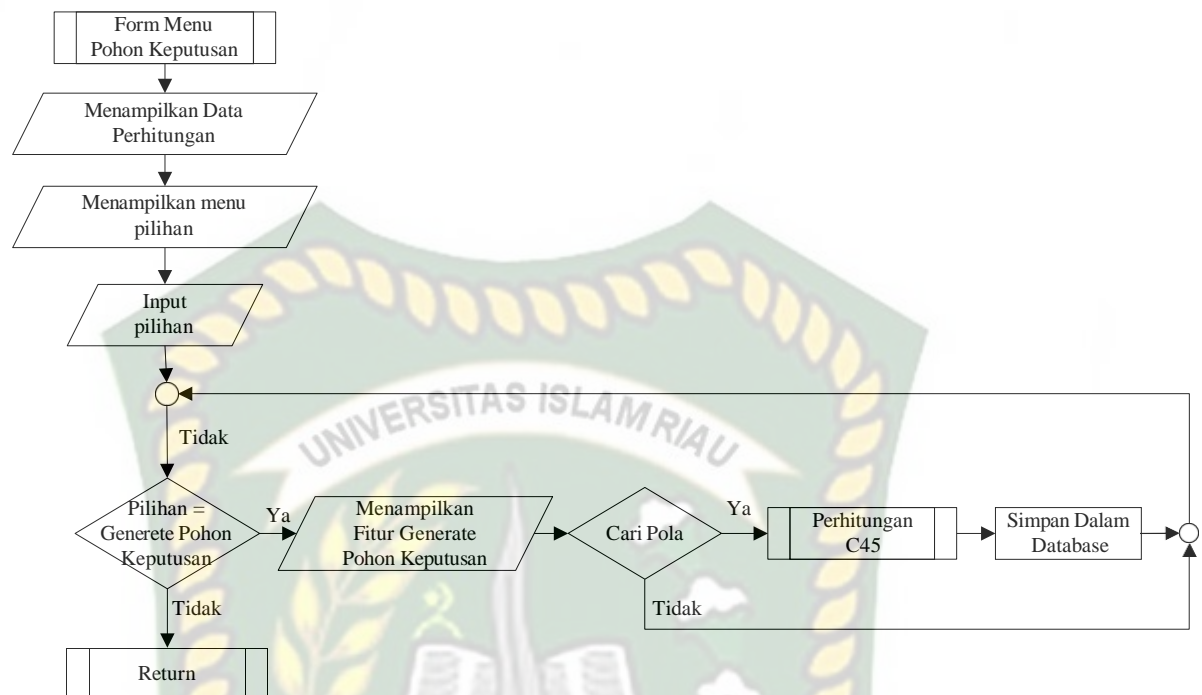 Form Menu
Pohon Keputusan
Menampilkan Data
Perhitungan
Menampilkan menu
pilihan
Input
pilihan
UNIVERSITAS ISLAM RIAU
Tidak
Pilihan =
Generete Pohon
Keputusan
Ya
Menampilkan
Fitur Generate
Pohon Keputusan
Cari Pola
Ya
Perhitungan
C45
Simpan Dalam
Database
Tidak
Tidak
Return